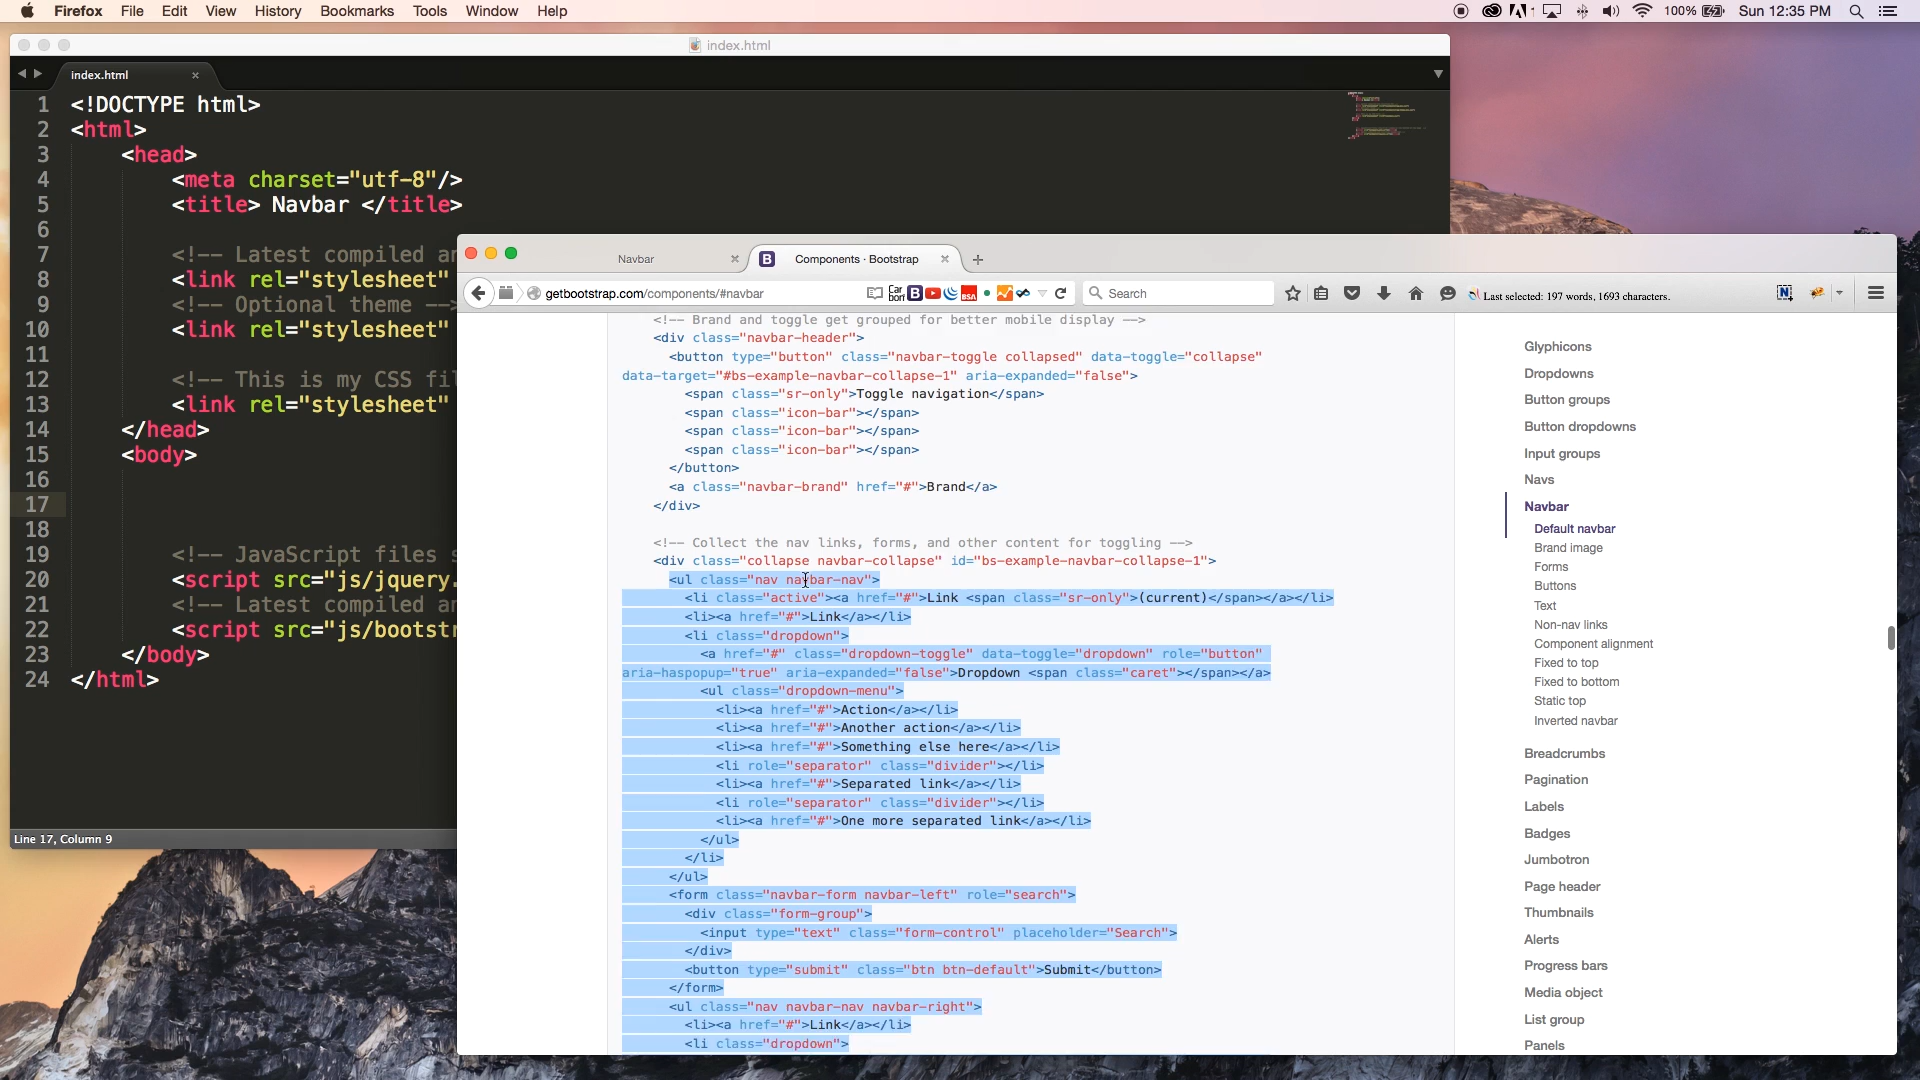 Firefox File Edit View History Bookmarks Tools Window Help
1 100% Sun 12:35 PM
index.html
index.html
1 <!DOCTYPE html>
2 <html>
3 <head>
4 <meta charset="utf-8"/>
5 <title> Navbar </title>
6
7 <!-- Latest compiled an
8 <link rel="stylesheet"
9 <!-- Optional theme -->
10 <link rel="stylesheet"
11
12 <!-- This is my CSS fil
13 <link rel="stylesheet"
14 </head>
15 <body>
16
17
18
19 <!-- JavaScript files s
20 <script src="js/jquery.
21 <!-- Latest compiled an
22 <script src="js/bootstr
23 </body>
24 </html>
Line 17, Column 9
Navbar
Components · Bootstrap
getbootstrap.com/components/#navbar
Search
Last selected: 197 words, 1693 characters.
<!-- Brand and toggle get grouped for better mobile display -->
<div class="navbar-header">
<button type="button" class="navbar-toggle collapsed" data-toggle="collapse"
data-target="#bs-example-navbar-collapse-1" aria-expanded="false">
<span class="sr-only">Toggle navigation</span>
<span class="icon-bar"></span>
<span class="icon-bar"></span>
<span class="icon-bar"></span>
</button>
<a class="navbar-brand" href="#">Brand</a>
</div>
<!-- Collect the nav links, forms, and other content for toggling -->
<div class="collapse navbar-collapse" id="bs-example-navbar-collapse-1">
<ul class="nav navbar-nav">
<li class="active"><a href="#">Link <span class="sr-only">(current)</span></a></li>
<li><a href="#">Link</a></li>
<li class="dropdown">
<a href="#" class="dropdown-toggle" data-toggle="dropdown" role="button"
aria-haspopup="true" aria-expanded="false">Dropdown <span class="caret"></span></a>
<ul class="dropdown-menu">
<li><a href="#">Action</a></li>
<li><a href="#">Another action</a></li>
<li><a href="#">Something else here</a></li>
<li role="separator" class="divider"></li>
<li><a href="#">Separated link</a></li>
<li role="separator" class="divider"></li>
<li><a href="#">One more separated link</a></li>
</ul>
</li>
</ul>
<form class="navbar-form navbar-left" role="search">
<div class="form-group">
<input type="text" class="form-control" placeholder="Search">
</div>
<button type="submit" class="btn btn-default">Submit</button>
</form>
<ul class="nav navbar-nav navbar-right">
<li><a href="#">Link</a></li>
<li class="dropdown">
Glyphicons
Dropdowns
Button groups
Button dropdowns
Input groups
Navs
Navbar
Default navbar
Brand image
Forms
Buttons
Text
Non-nav links
Component alignment
Fixed to top
Fixed to bottom
Static top
Inverted navbar
Breadcrumbs
Pagination
Labels
Badges
Jumbotron
Page header
Thumbnails
Alerts
Progress bars
Media object
List group
Panels